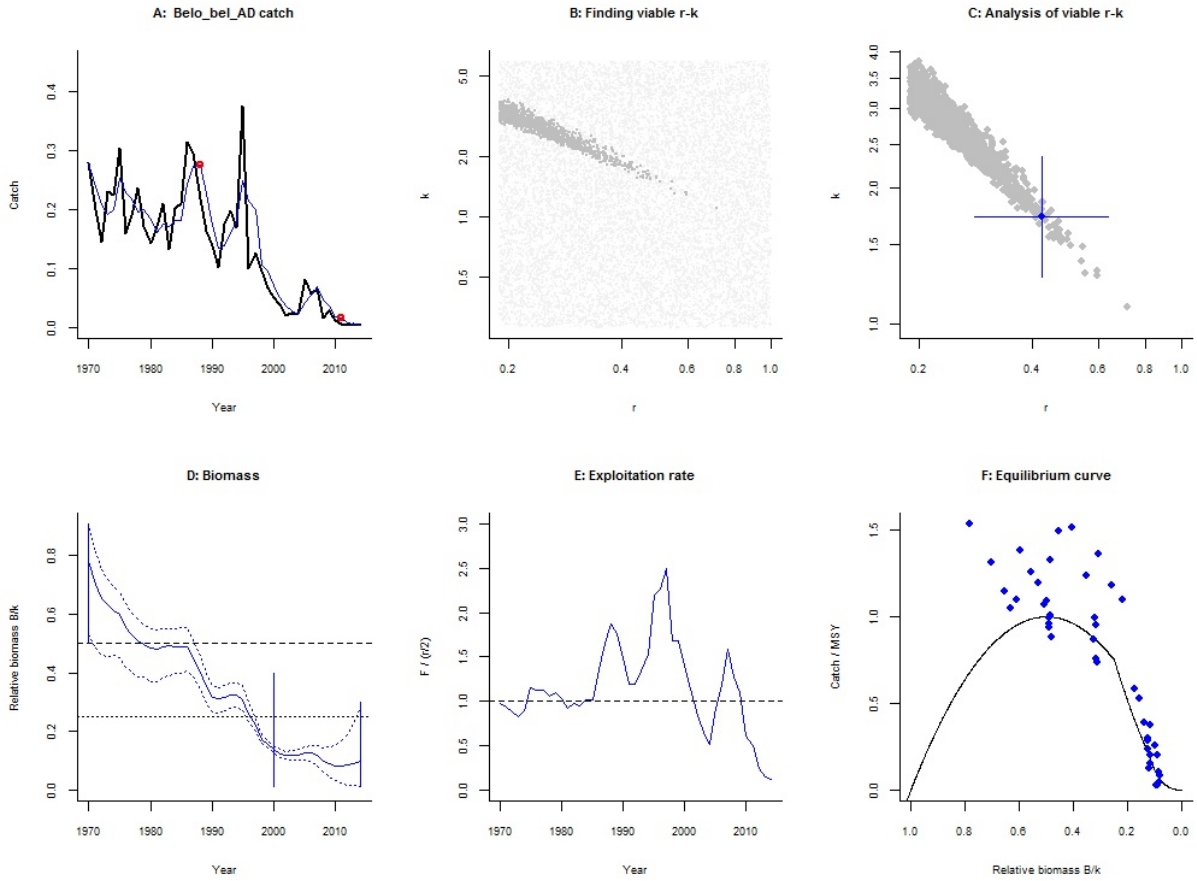 A: Belo_bel_AD catch
Catch
0.0 0.1 0.2 0.3 0.4
1970 1980 1990 2000 2010
Year
B: Finding viable r-k
k
0.5 1.0 2.0 5.0
0.2 0.4 0.6 0.8 1.0
r
C: Analysis of viable r-k
k
1.0 1.5 2.0 2.5 3.0 3.5 4.0
0.2 0.4 0.6 0.8 1.0
r
D: Biomass
Relative biomass B/k
0.0 0.2 0.4 0.6 0.8
1970 1980 1990 2000 2010
Year
E: Exploitation rate
F / (r/2)
0.0 0.5 1.0 1.5 2.0 2.5 3.0
1970 1980 1990 2000 2010
Year
F: Equilibrium curve
Catch / MSY
0.0 0.5 1.0 1.5
1.0 0.8 0.6 0.4 0.2 0.0
Relative biomass B/k